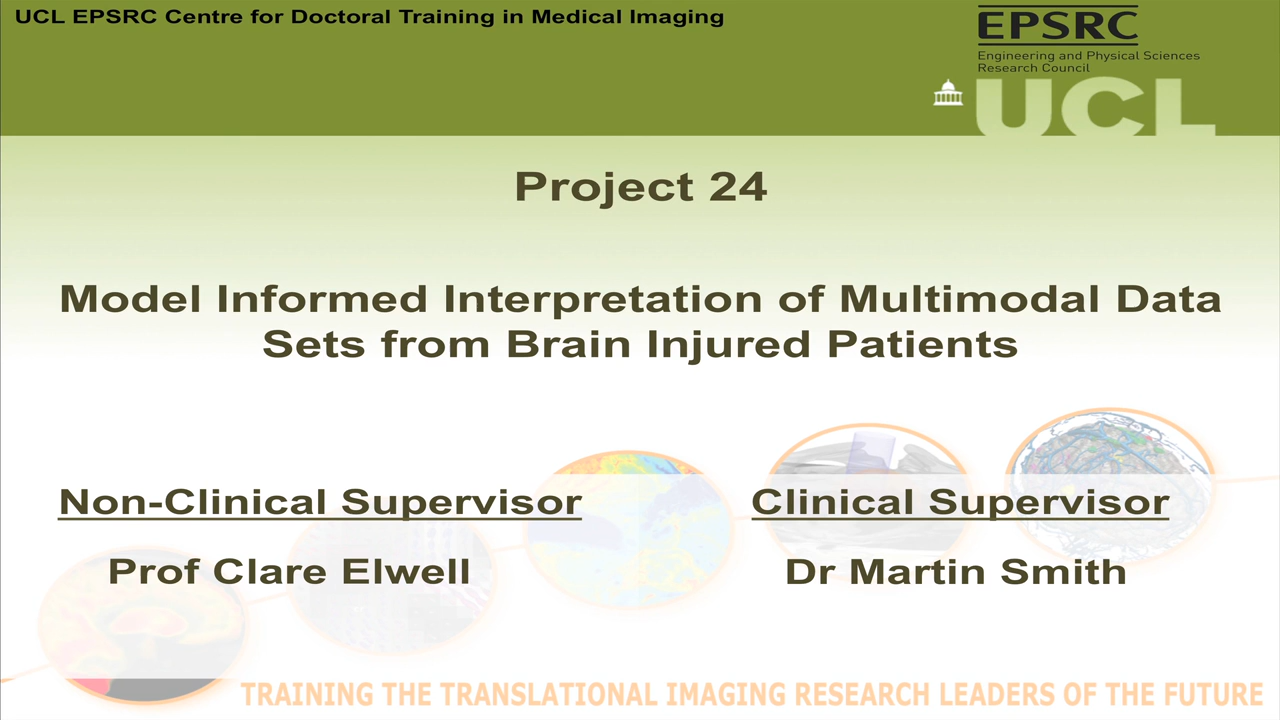 UCL EPSRC Centre for Doctoral Training in Medical Imaging
EPSRC
Engineering and Physical Sciences
Research Council
UCL
Project 24
Model Informed Interpretation of Multimodal Data
Sets from Brain Injured Patients
Non-Clinical Supervisor
Prof Clare Elwell
Clinical Supervisor
Dr Martin Smith
TRAINING THE TRANSLATIONAL IMAGING RESEARCH LEADERS OF THE FUTURE